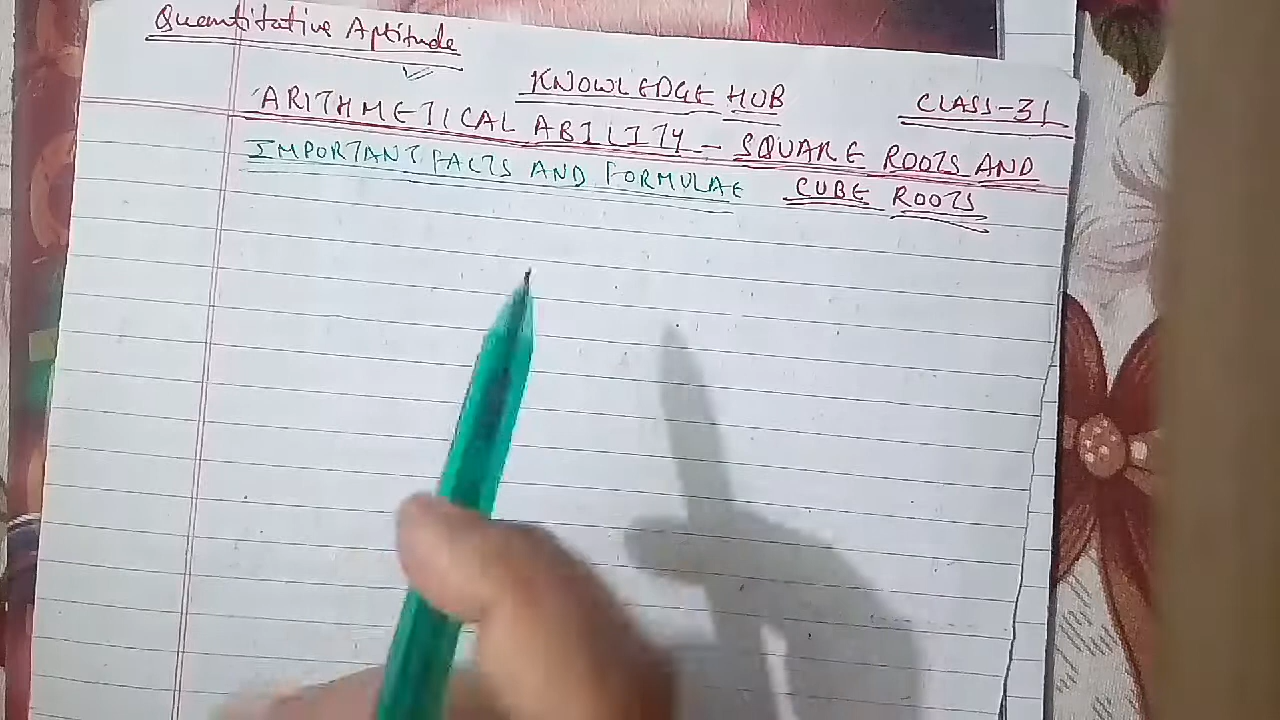 Quantitative Aptitude
KNOWLEDGE HUB
CLASS-31
ARITHMETICAL ABILITY - SQUARE ROOTS AND
CUBE ROOTS
IMPORTANT FACTS AND FORMULAE